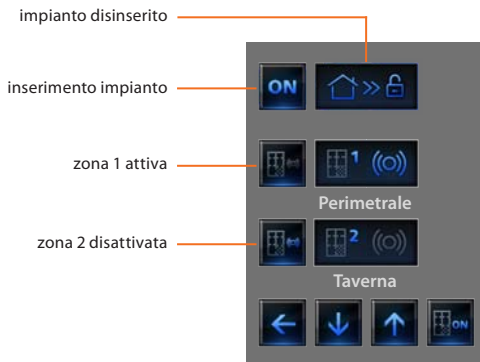 impianto disinserito
inserimento impianto
ON
zona 1 attiva
1
Perimetrale
zona 2 disattivata
2
Taverna
ON